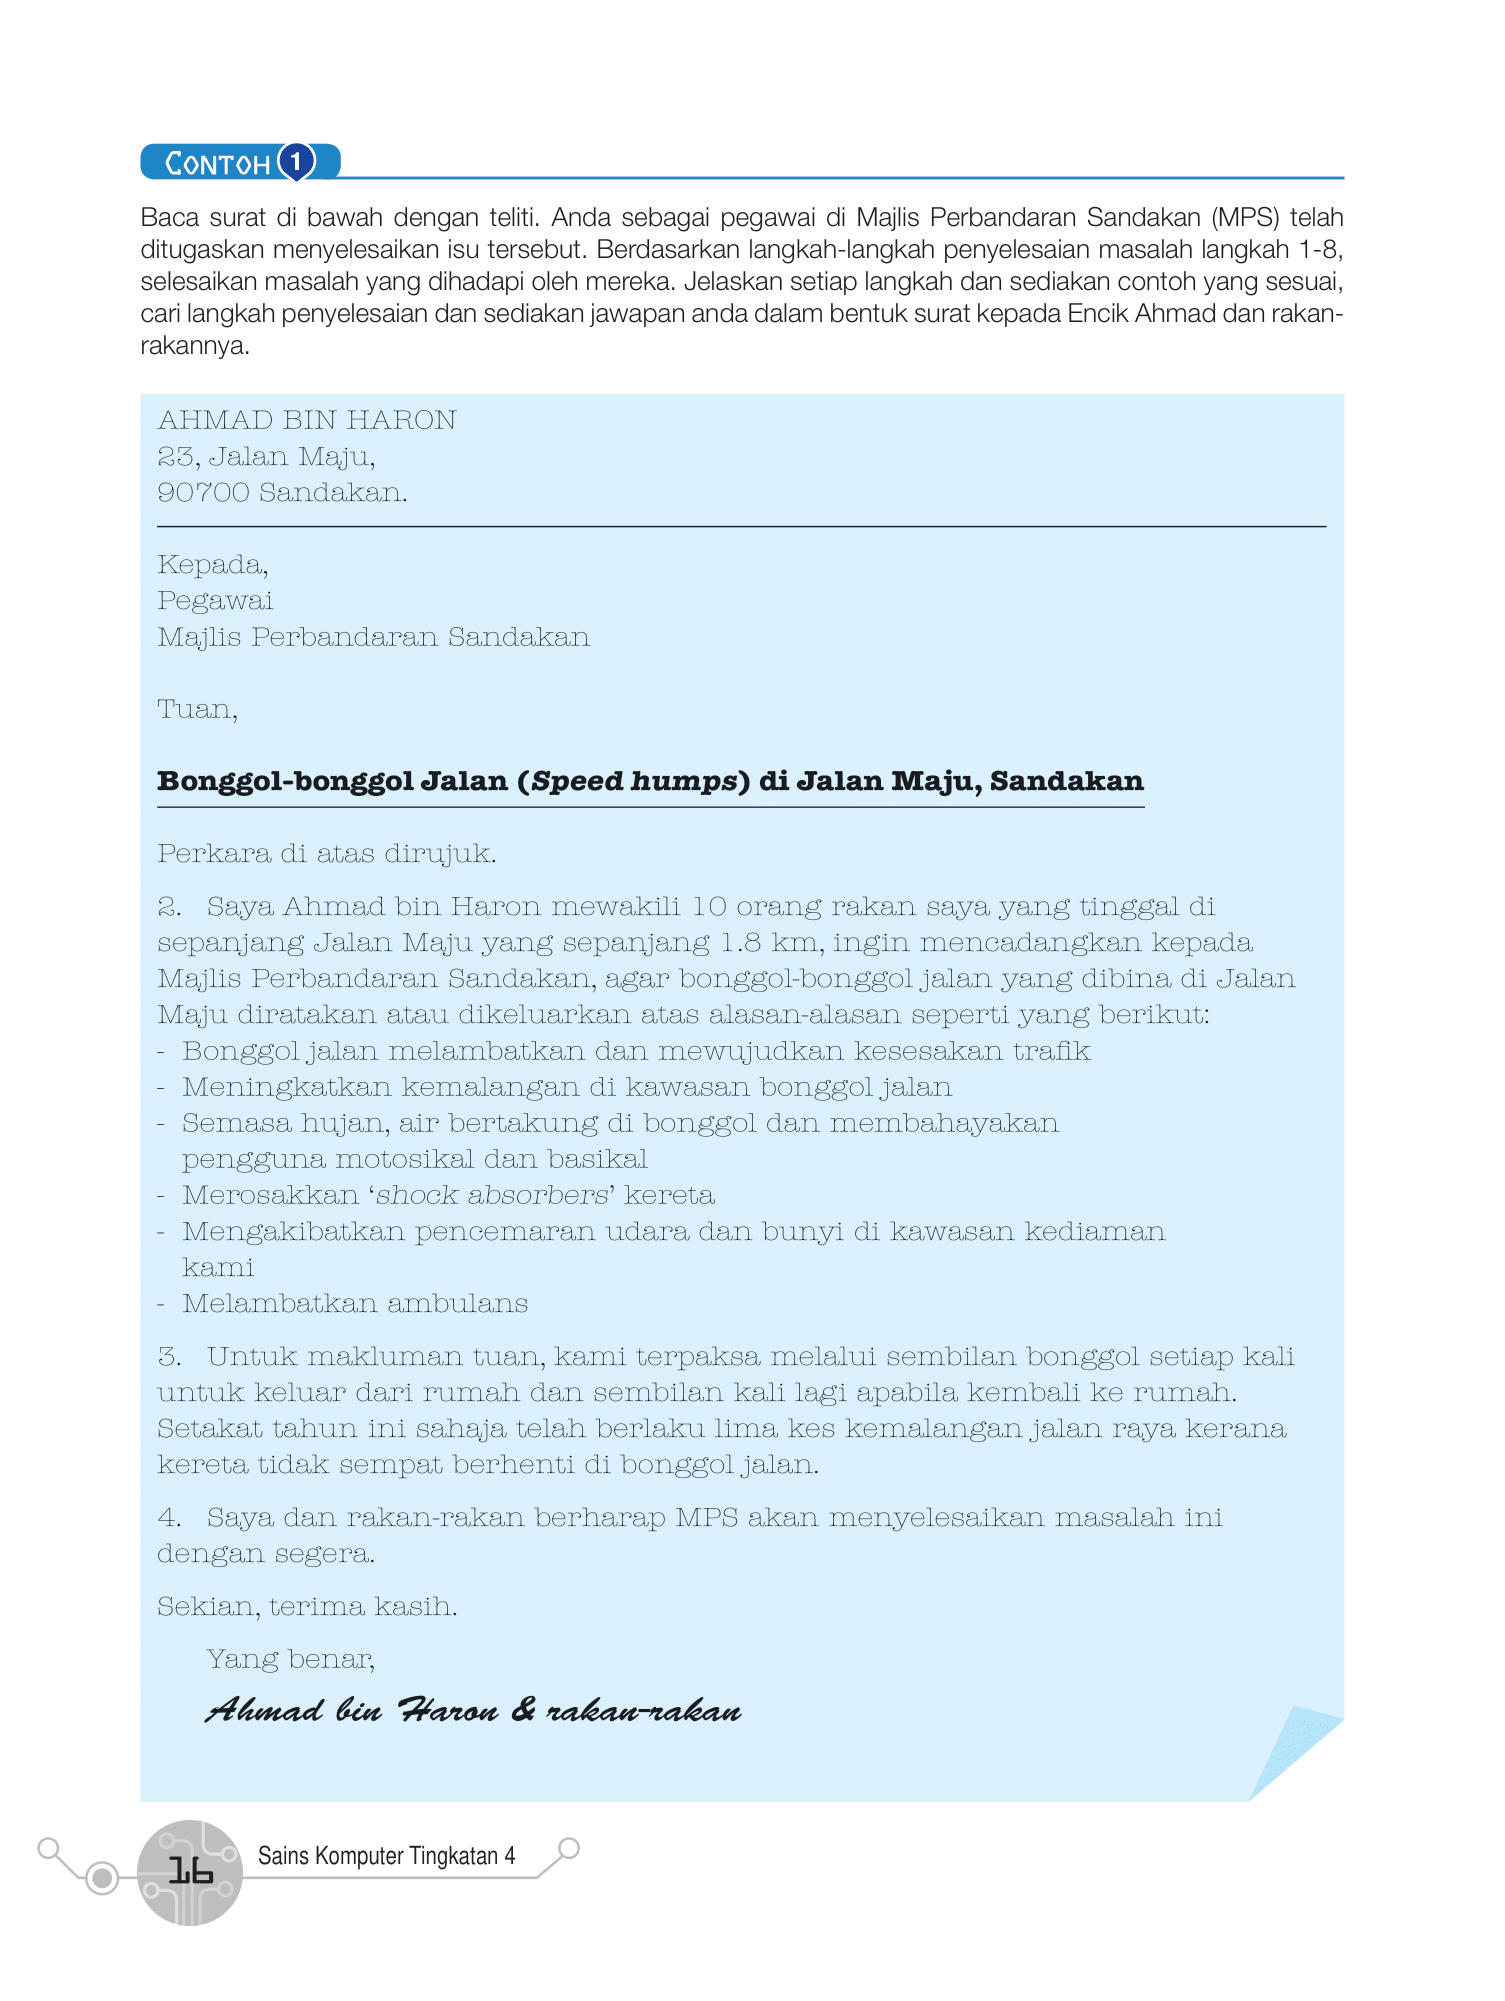 CONTOH 1
Baca surat di bawah dengan teliti. Anda sebagai pegawai di Majlis Perbandaran Sandakan (MPS) telah
ditugaskan menyelesaikan isu tersebut. Berdasarkan langkah-langkah penyelesaian masalah langkah 1-8,
selesaikan masalah yang dihadapi oleh mereka. Jelaskan setiap langkah dan sediakan contoh yang sesuai,
cari langkah penyelesaian dan sediakan jawapan anda dalam bentuk surat kepada Encik Ahmad dan rakan-
rakannya.
AHMAD BIN HARON
23, Jalan Maju,
90700 Sandakan.
Kepada,
Pegawai
Majlis Perbandaran Sandakan
Tuan,
Bonggol-bonggol Jalan (Speed humps) di Jalan Maju, Sandakan
Perkara di atas dirujuk.
2. Saya Ahmad bin Haron mewakili 10 orang rakan saya yang tinggal di
sepanjang Jalan Maju yang sepanjang 1.8 km, ingin mencadangkan kepada
Majlis Perbandaran Sandakan, agar bonggol-bonggol jalan yang dibina di Jalan
Maju diratakan atau dikeluarkan atas alasan-alasan seperti yang berikut:
- Bonggol jalan melambatkan dan mewujudkan kesesakan trafik
- Meningkatkan kemalangan di kawasan bonggol jalan
- Semasa hujan, air bertakung di bonggol dan membahayakan
pengguna motosikal dan basikal
- Merosakkan ‘shock absorbers’ kereta
- Mengakibatkan pencemaran udara dan bunyi di kawasan kediaman
kami
- Melambatkan ambulans
3. Untuk makluman tuan, kami terpaksa melalui sembilan bonggol setiap kali
untuk keluar dari rumah dan sembilan kali lagi apabila kembali ke rumah.
Setakat tahun ini sahaja telah berlaku lima kes kemalangan jalan raya kerana
kereta tidak sempat berhenti di bonggol jalan.
4. Saya dan rakan-rakan berharap MPS akan menyelesaikan masalah ini
dengan segera.
Sekian, terima kasih.
Yang benar,
Ahmad bin Haron & rakan-rakan
16
Sains Komputer Tingkatan 4